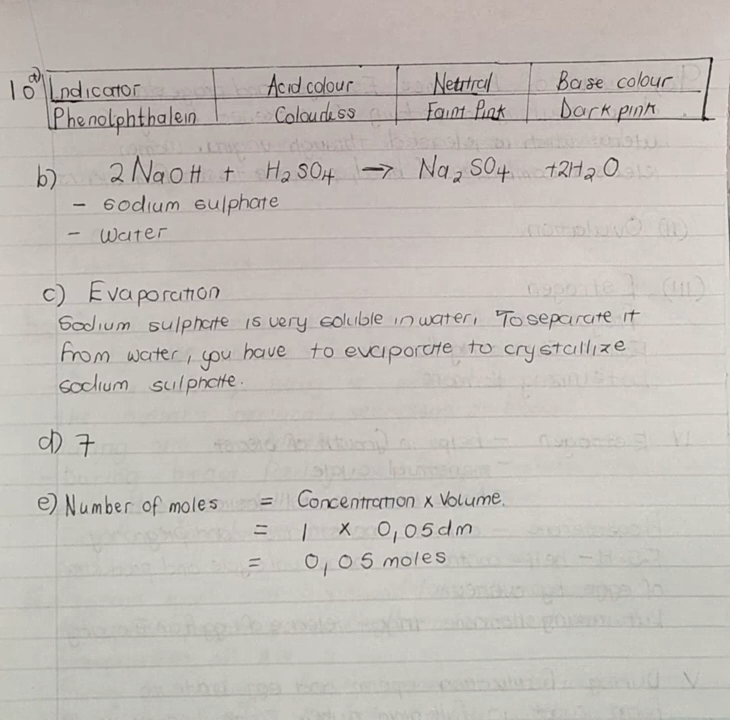 10 a) Indicator Acid colour Netrtral Base colour
Phenolphthalein Colourless Faint Pink Dark pink
b) 2NaOH + H₂SO₄ → Na₂SO₄ +2H₂O
- sodium sulphate
- water
c) Evaporation
Sodium sulphate is very soluble in water, To separate it
from water, you have to evaporate to crystallize
sodium sulphate.
d) 7
e) Number of moles = Concentration x Volume.
= 1 x 0,05dm
= 0,05 moles